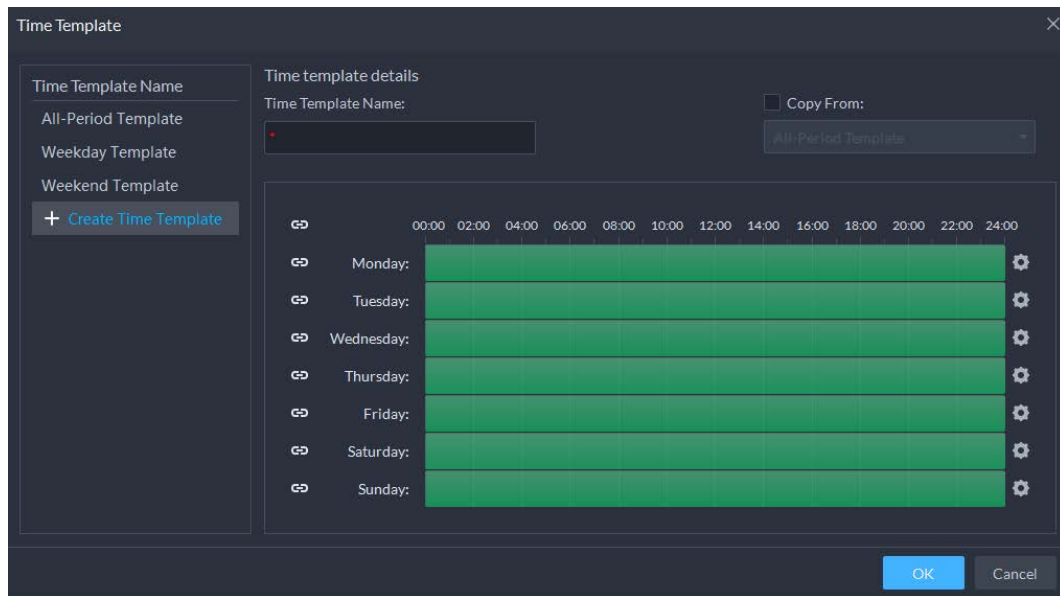 Time Template
Time Template Name
All-Period Template
Weekday Template
Weekend Template
+ Create Time Template
Time template details
Time Template Name:
Copy From:
*
All-Period Template
00:00 02:00 04:00 06:00 08:00 10:00 12:00 14:00 16:00 18:00 20:00 22:00 24:00
Monday:
Tuesday:
Wednesday:
Thursday:
Friday:
Saturday:
Sunday:
OK Cancel